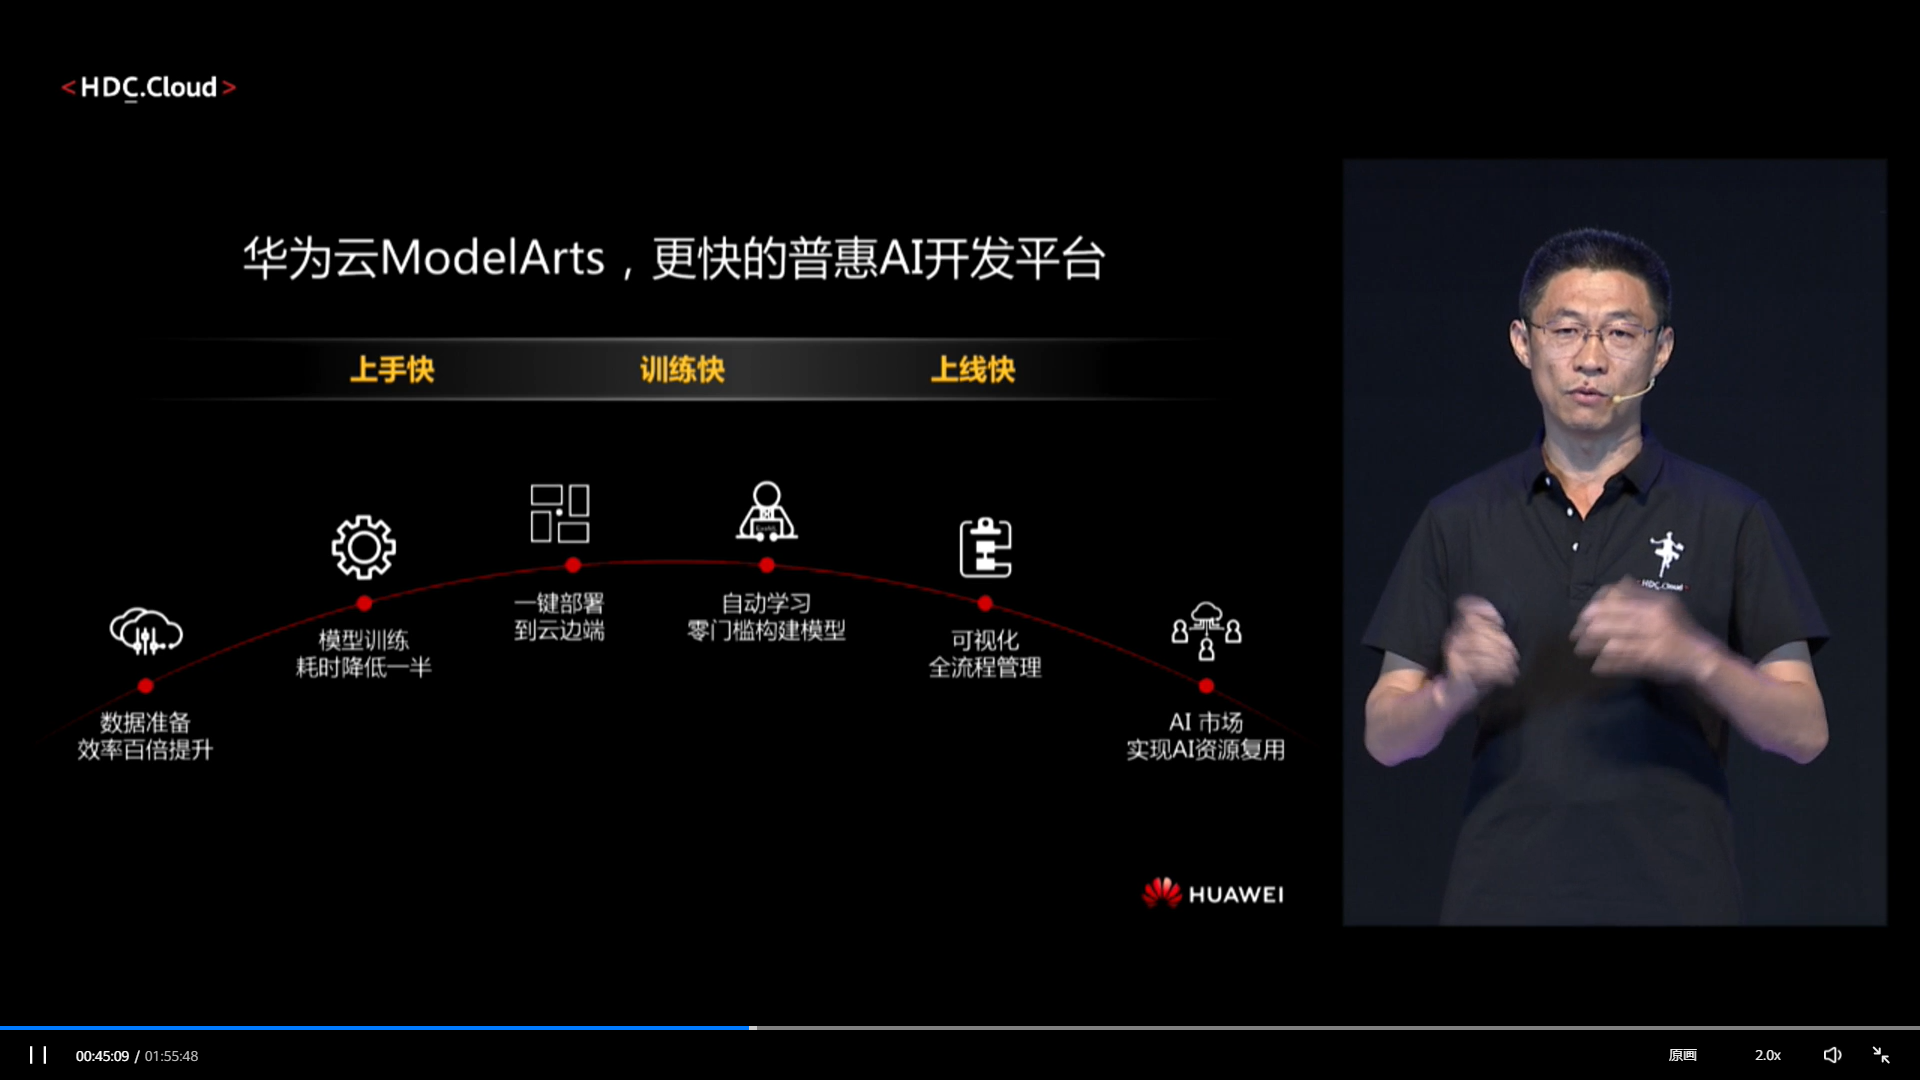 <HDC.Cloud>
华为云ModelArts，更快的普惠AI开发平台
上手快
训练快
上线快
数据准备
效率百倍提升
模型训练
耗时降低一半
一键部署
到云边端
自动学习
零门槛构建模型
可视化
全流程管理
AI 市场
实现AI资源复用
HUAWEI
HDC.Cloud
00:45:09 / 01:55:48
原画
2.0x